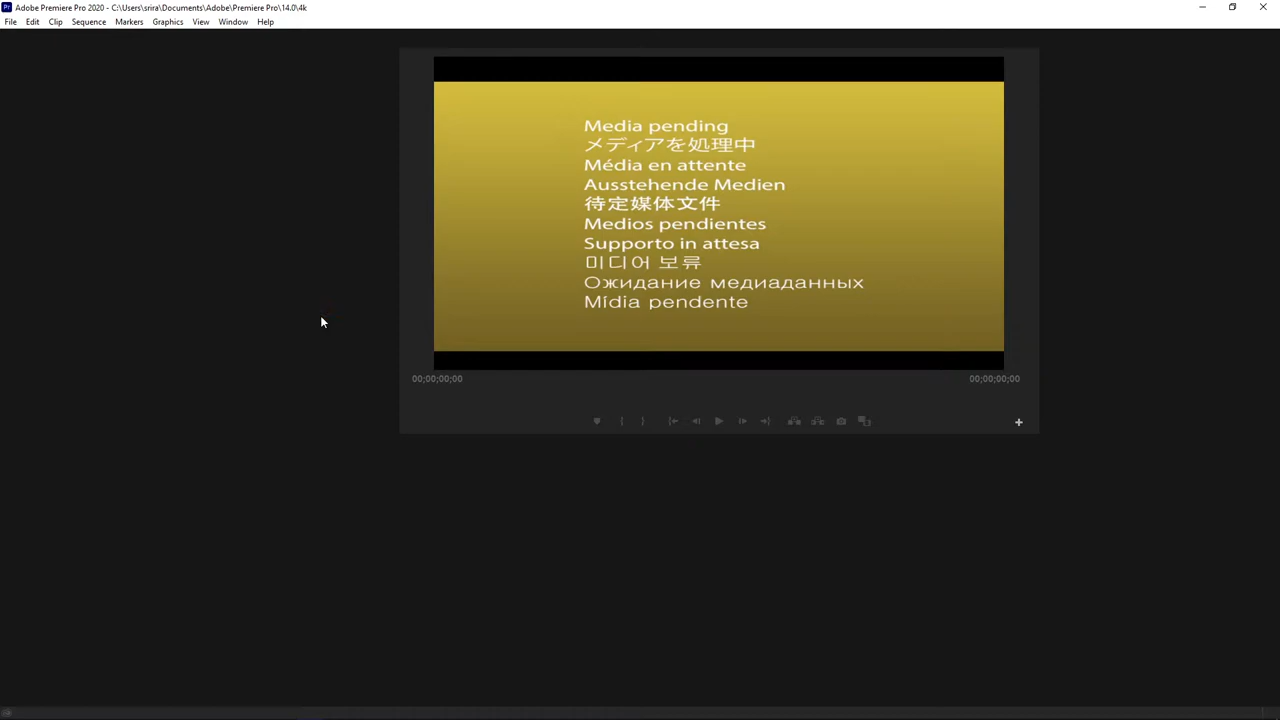 Adobe Premiere Pro 2020 - C:\Users\srira\Documents\Adobe\Premiere Pro\14.0\4k
File Edit Clip Sequence Markers Graphics View Window Help
Media pending
メディアを処理中
Média en attente
Ausstehende Medien
待定媒体文件
Medios pendientes
Supporto in attesa
미디어 보류
Ожидание медиаданных
Mídia pendente
00;00;00;00 00;00;00;00